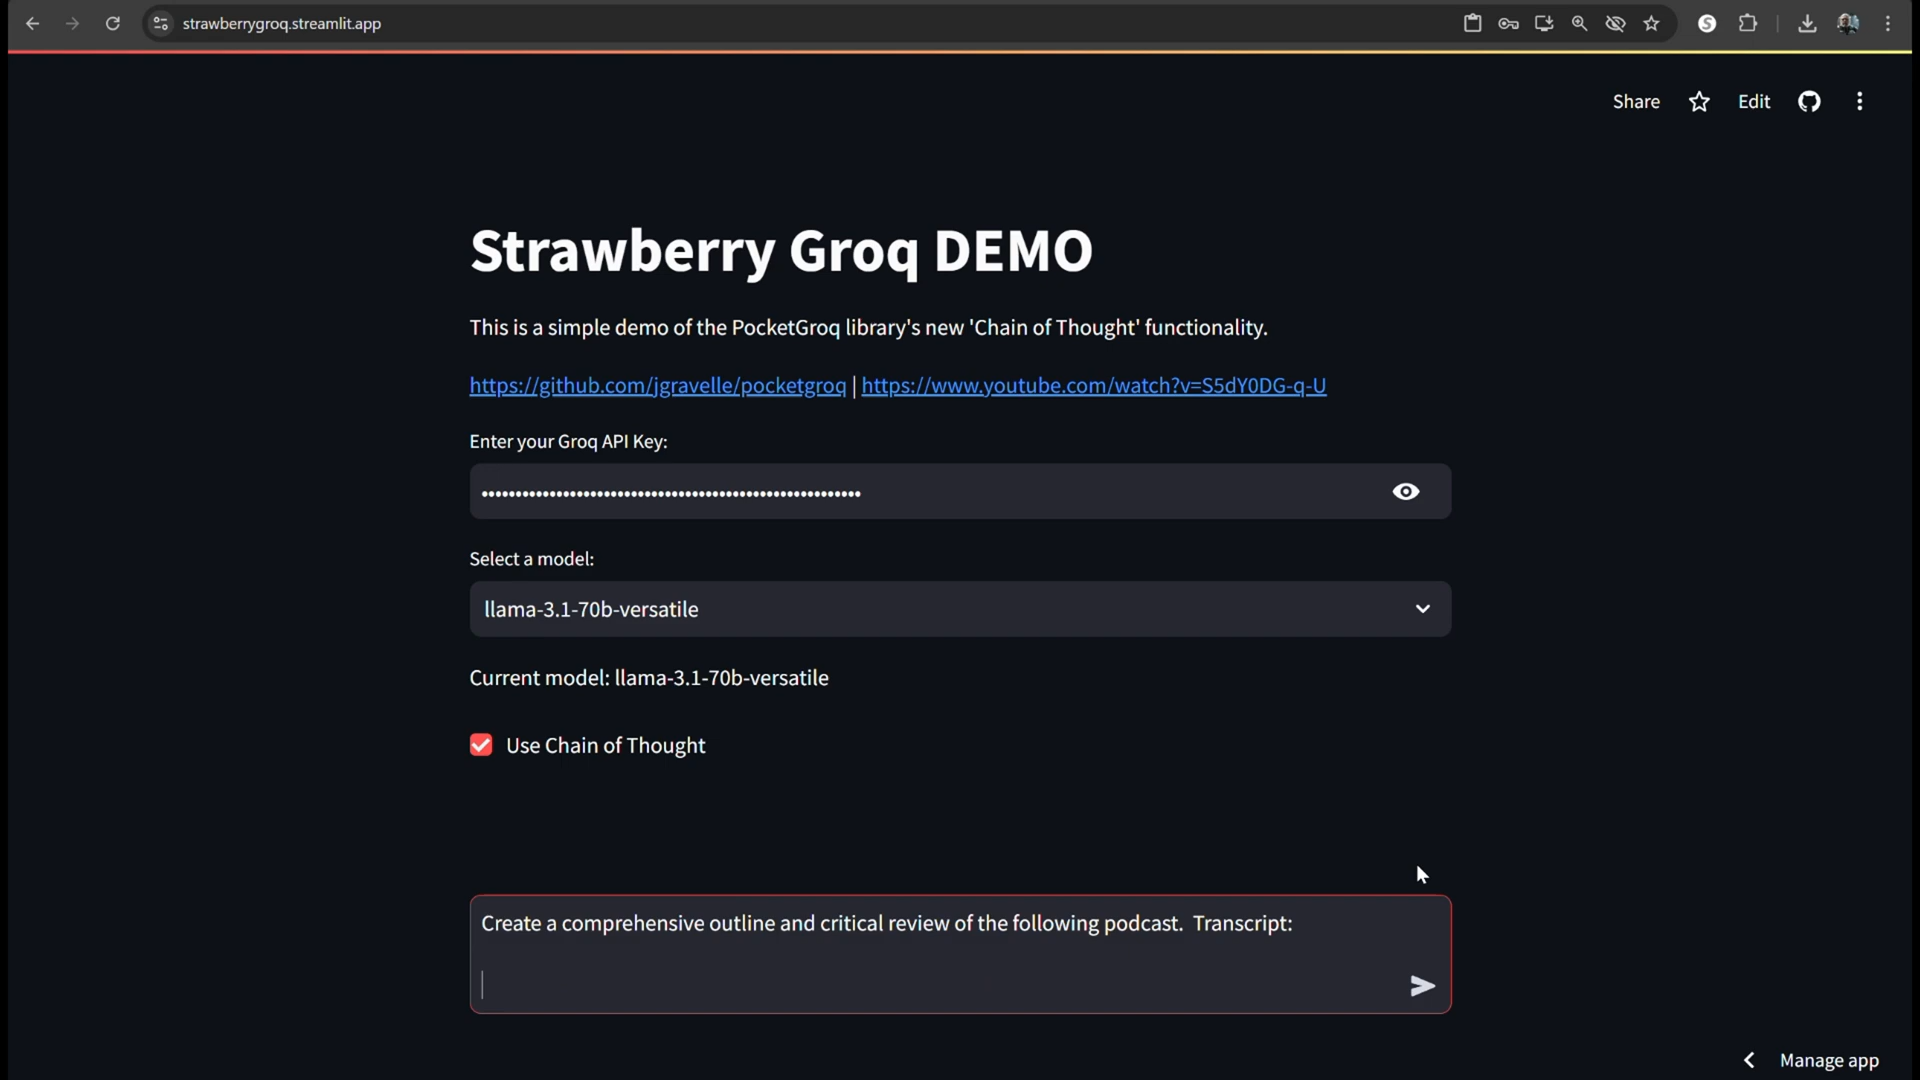 strawberrygroq.streamlit.app
Share
Edit
Strawberry Groq DEMO
This is a simple demo of the PocketGroq library's new 'Chain of Thought' functionality.
https://github.com/jgravelle/pocketgroq | https://www.youtube.com/watch?v=S5dY0DG-q-U
Enter your Groq API Key:
Select a model:
llama-3.1-70b-versatile
Current model: llama-3.1-70b-versatile
Use Chain of Thought
Create a comprehensive outline and critical review of the following podcast.  Transcript:
Manage app